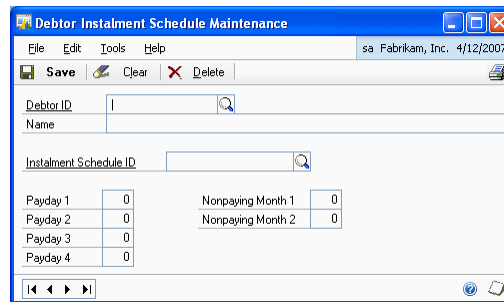 Debtor Instalment Schedule Maintenance
File Edit Tools Help sa Fabrikam, Inc. 4/12/2007
Save Clear Delete
Debtor ID
Name
Instalment Schedule ID
Payday 1 0 Nonpaying Month 1 0
Payday 2 0 Nonpaying Month 2 0
Payday 3 0
Payday 4 0